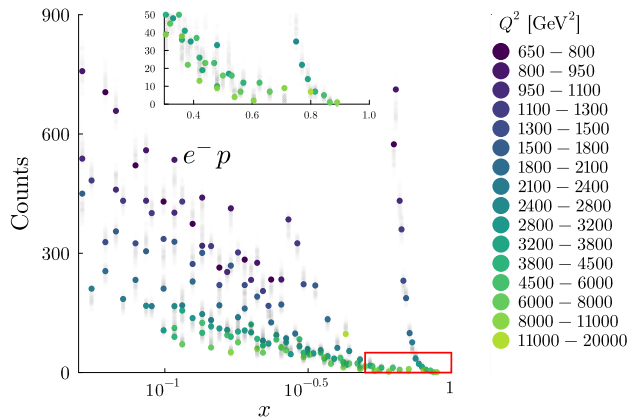 900
600
300
0
Counts
50
40
30
20
10
0
0.4 0.6 0.8 1.0
e⁻ p
10⁻¹ 10⁻⁰·⁵ 1
x
Q² [GeV²]
650 − 800
800 − 950
950 − 1100
1100 − 1300
1300 − 1500
1500 − 1800
1800 − 2100
2100 − 2400
2400 − 2800
2800 − 3200
3200 − 3800
3800 − 4500
4500 − 6000
6000 − 8000
8000 − 11000
11000 − 20000